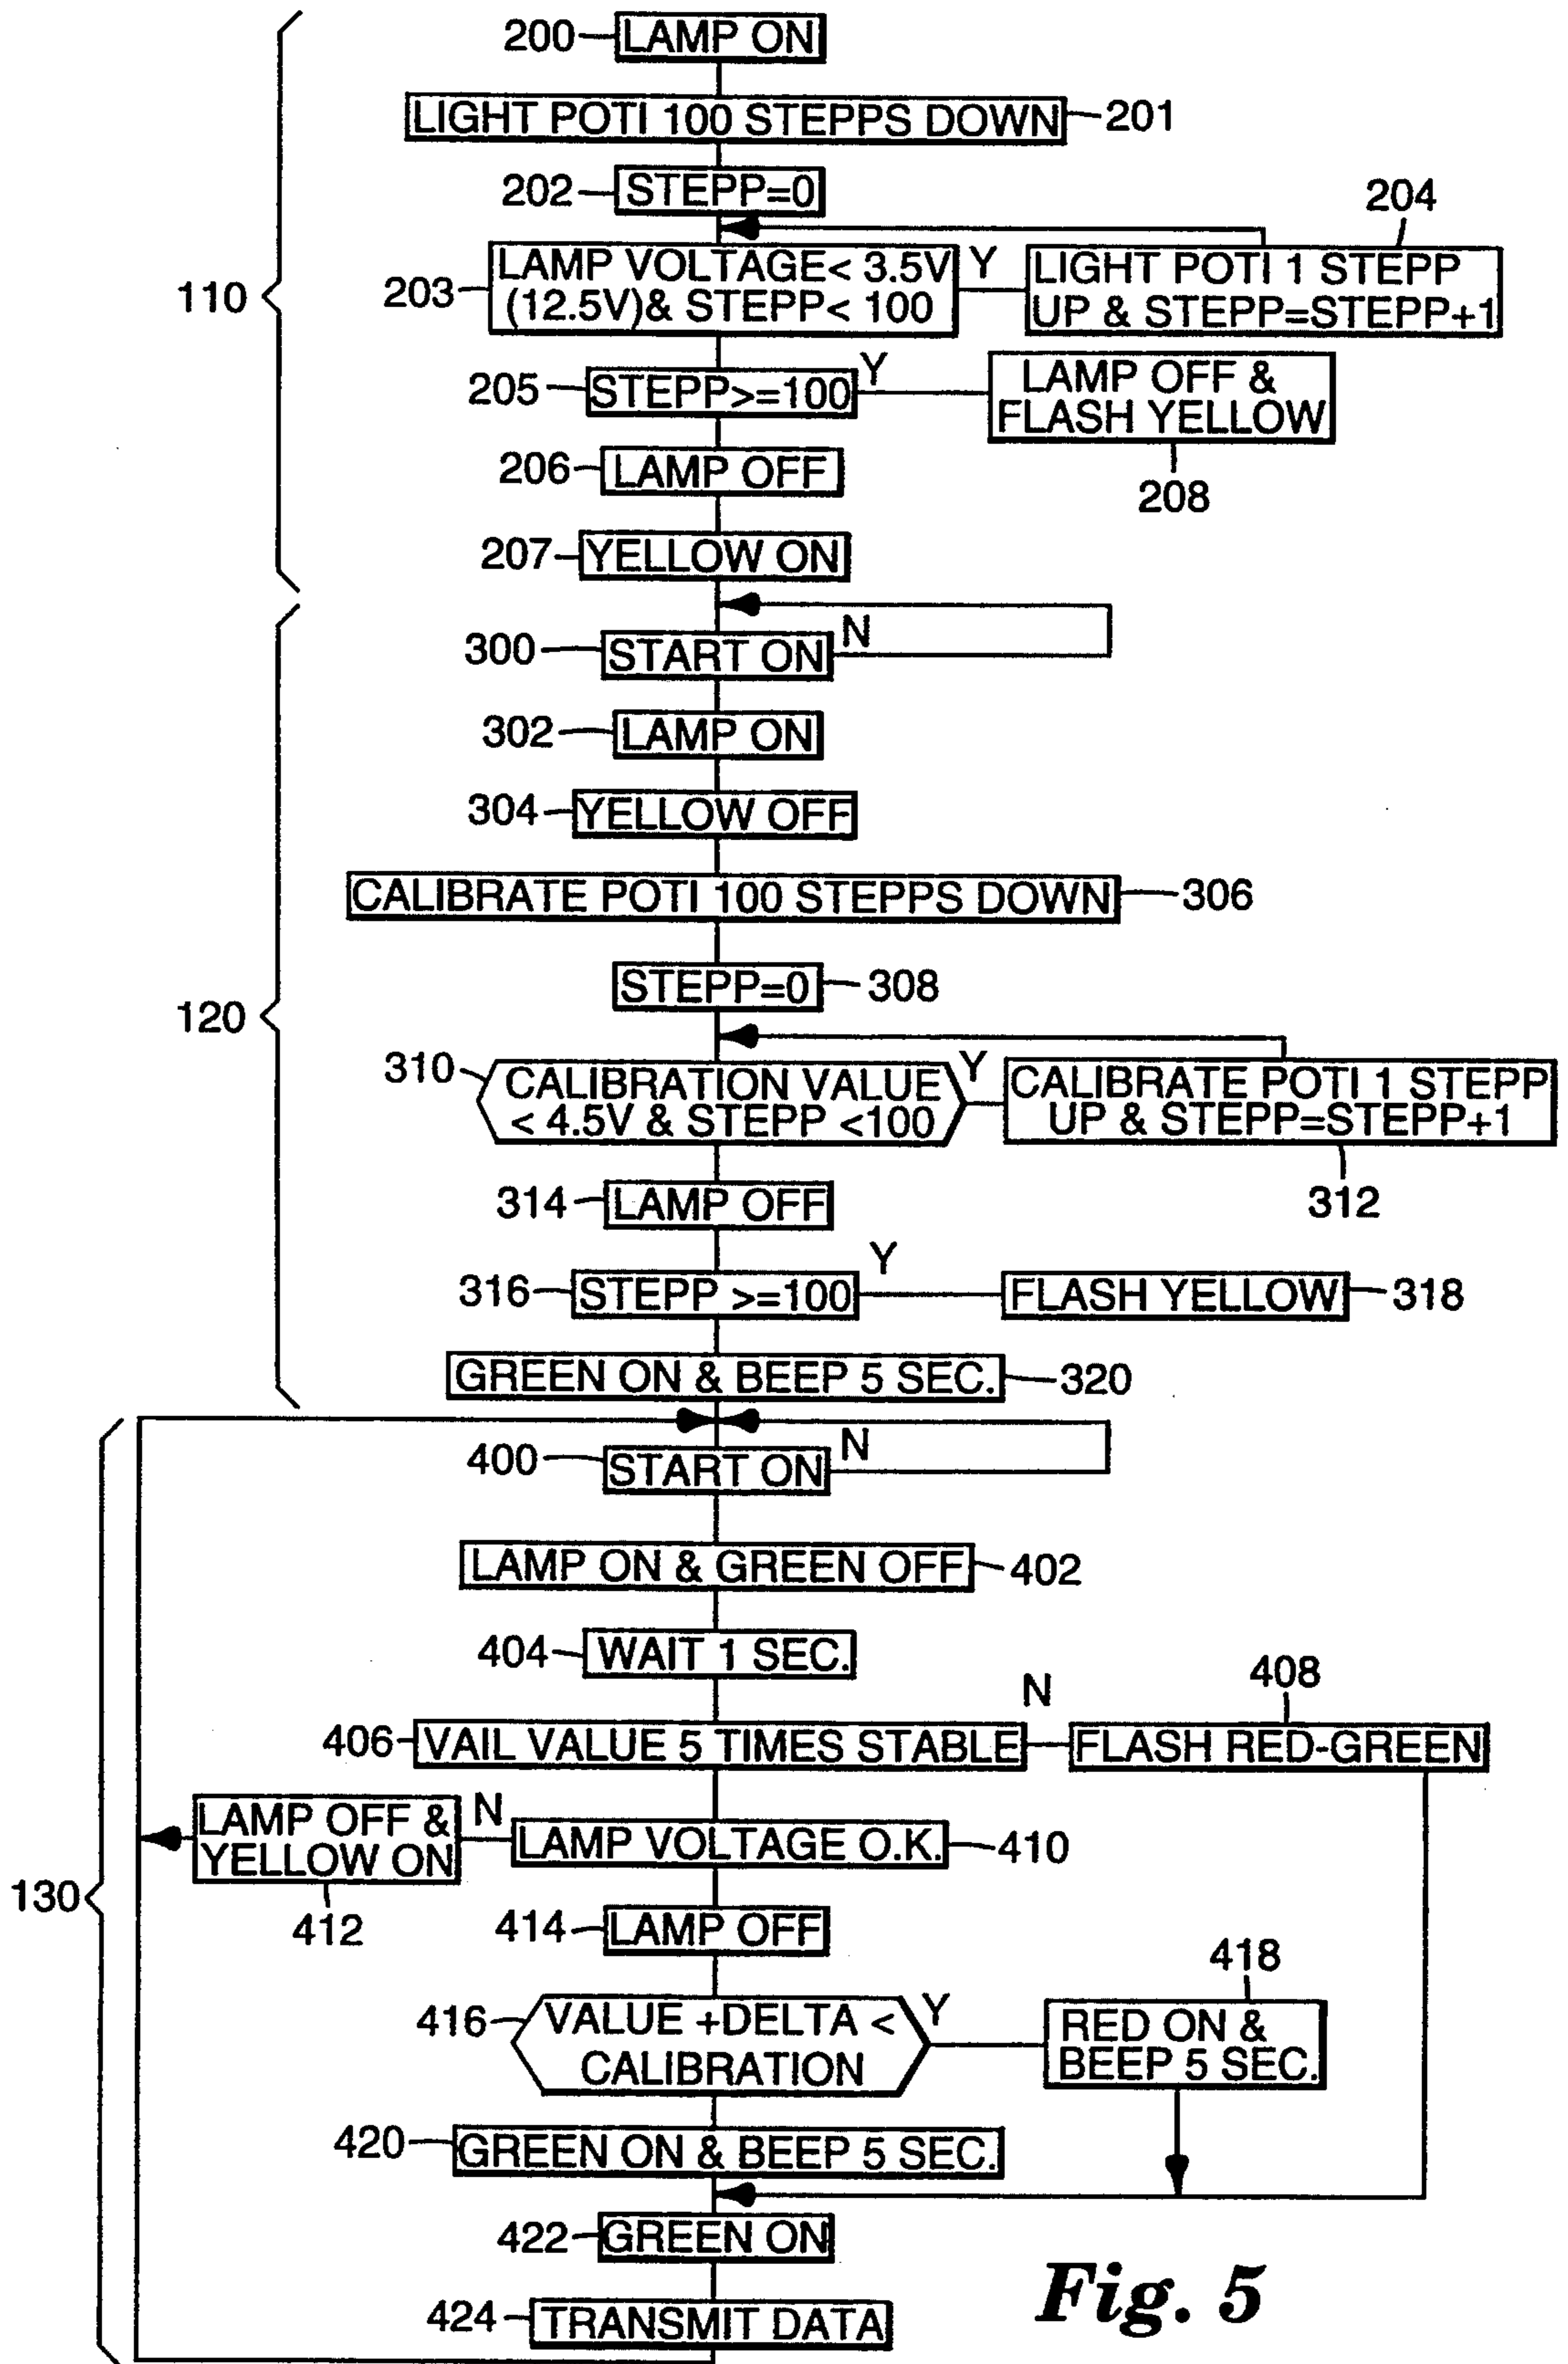 200 LAMP ON
LIGHT POTI 100 STEPPS DOWN 201
202 STEPP=0
204
110
203 LAMP VOLTAGE< 3.5V Y LIGHT POTI 1 STEPP
(12.5V)& STEPP< 100 UP & STEPP=STEPP+1
205 STEPP>=100 Y LAMP OFF &
FLASH YELLOW
206 LAMP OFF
208
207 YELLOW ON
300 START ON N
302 LAMP ON
304 YELLOW OFF
CALIBRATE POTI 100 STEPPS DOWN 306
STEPP=0 308
120
310 CALIBRATION VALUE Y CALIBRATE POTI 1 STEPP
< 4.5V & STEPP <100 UP & STEPP=STEPP+1
314 LAMP OFF
312
316 STEPP >=100 Y FLASH YELLOW 318
GREEN ON & BEEP 5 SEC. 320
400 START ON N
LAMP ON & GREEN OFF 402
404 WAIT 1 SEC.
408
406 VAIL VALUE 5 TIMES STABLE N FLASH RED-GREEN
LAMP OFF & N LAMP VOLTAGE O.K. 410
YELLOW ON
130
412
414 LAMP OFF
418
416 VALUE +DELTA < Y RED ON &
CALIBRATION BEEP 5 SEC.
420 GREEN ON & BEEP 5 SEC.
422 GREEN ON
424 TRANSMIT DATA
Fig. 5